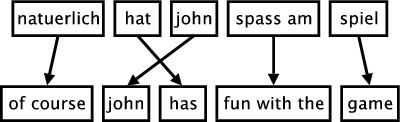 natuerlich hat john spass am spiel
of course john has fun with the game